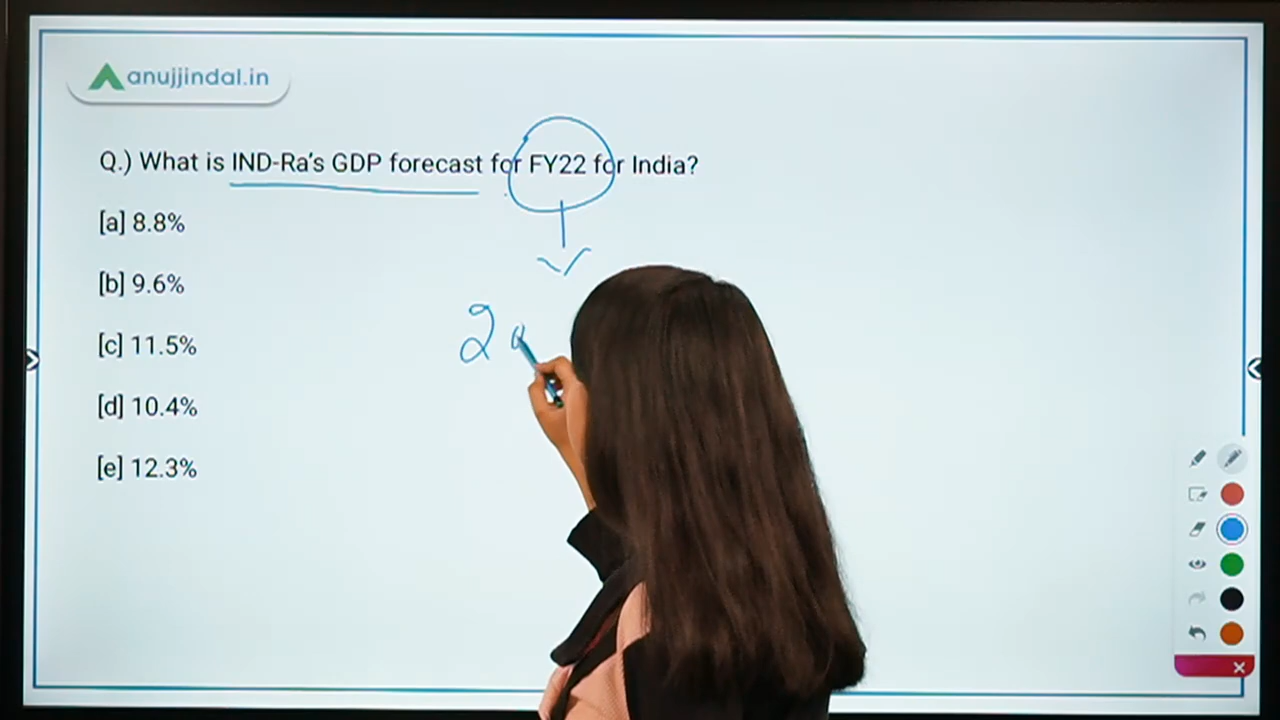 anujjindal.in
Q.) What is IND-Ra's GDP forecast for FY22 for India?
[a] 8.8%
[b] 9.6%
[c] 11.5%
[d] 10.4%
[e] 12.3%
2